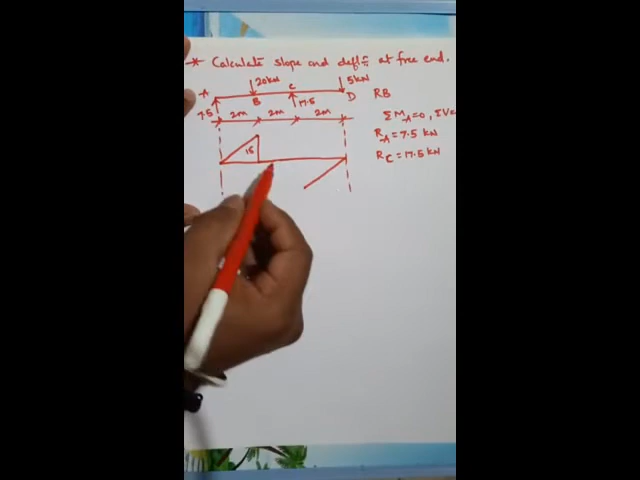 * Calculate slope and defl.n at free end.
20kN 5kN
A C D RB
7.5 B 17.5
2m 2m 2m ΣM_A=0, ΣV=
R_A = 7.5 kN
15 R_C = 17.5 kN